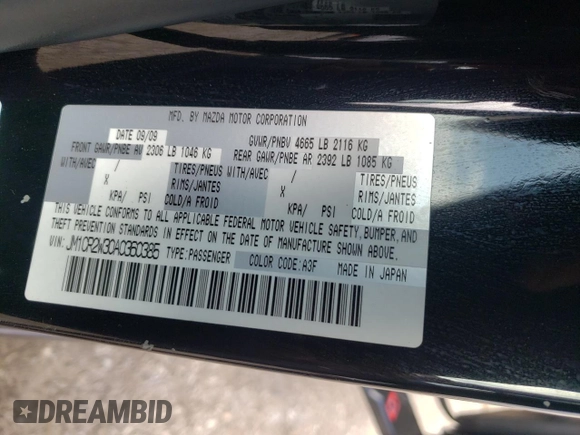 MFD. BY MAZDA MOTOR CORPORATION
DATE 09/09
GVWR/PNBV 4665 LB 2116 KG
FRONT GAWR/PNBE AV 2306 LB 1046 KG
REAR GAWR/PNBE AR 2392 LB 1085 KG
WITH/AVEC / TIRES/PNEUS WITH/AVEC / TIRES/PNEUS
X RIMS/JANTES X RIMS/JANTES
KPA/ PSI COLD/A FROID KPA/ PSI COLD/A FROID
THIS VEHICLE CONFORMS TO ALL APPLICABLE FEDERAL MOTOR VEHICLE SAFETY, BUMPER, AND
THEFT PREVENTION STANDARDS IN EFFECT ON THE DATE OF MANUFACTURE SHOWN ABOVE.
VIN: JM1CR2W30A0360385 TYPE:PASSENGER COLOR CODE:A3F MADE IN JAPAN
DREAMBID